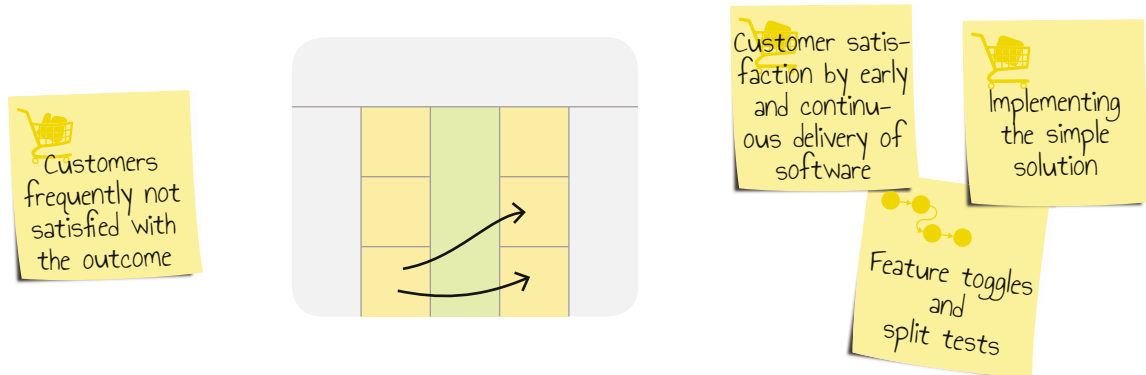 Customers
frequently not
satisfied with
the outcome
Customer satis-
faction by early
and continu-
ous delivery of
software
Implementing
the simple
solution
Feature toggles
and
split tests